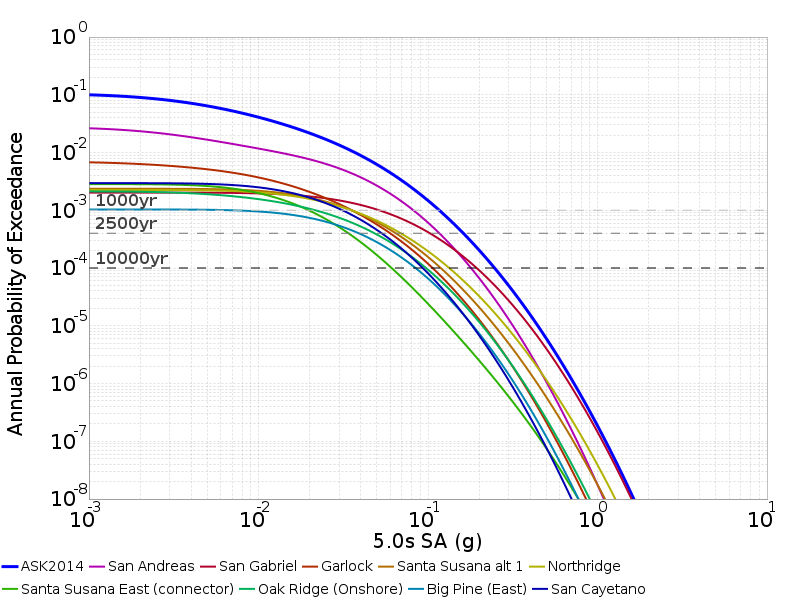 10^0
10^-1
10^-2
10^-3
10^-4
10^-5
10^-6
10^-7
10^-8
Annual Probability of Exceedance
1000yr
2500yr
10000yr
10^-3 10^-2 10^-1 10^0 10^1
5.0s SA (g)
ASK2014 San Andreas San Gabriel Garlock Santa Susana alt 1 Northridge
Santa Susana East (connector) Oak Ridge (Onshore) Big Pine (East) San Cayetano